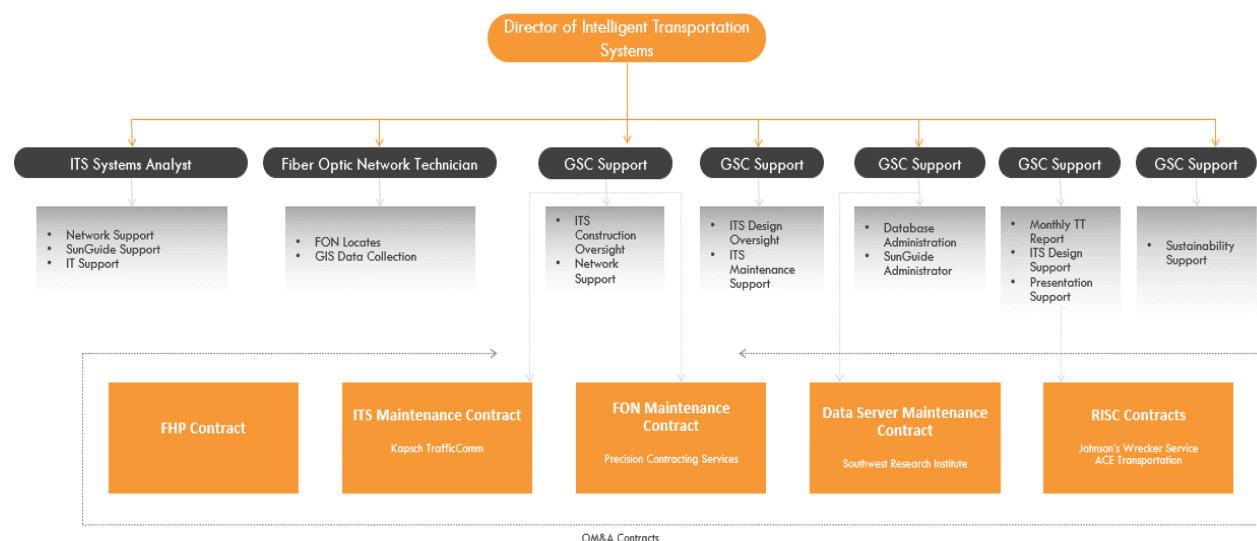 Director of Intelligent Transportation
Systems
ITS Systems Analyst
Fiber Optic Network Technician
GSC Support
GSC Support
GSC Support
GSC Support
GSC Support
• Network Support
• SunGuide Support
• IT Support
• FON Locates
• GIS Data Collection
• ITS
Construction
Oversight
• Network
Support
• ITS Design
Oversight
• ITS
Maintenance
Support
• Database
Administration
• SunGuide
Administrator
• Monthly TT
Report
• ITS Design
Support
• Presentation
Support
• Sustainability
Support
FHP Contract
ITS Maintenance Contract
Kapsch TrafficComm
FON Maintenance
Contract
Precision Contracting Services
Data Server Maintenance
Contract
Southwest Research Institute
RISC Contracts
Johnson's Wrecker Service
ACE Transportation
OM&A Contracts